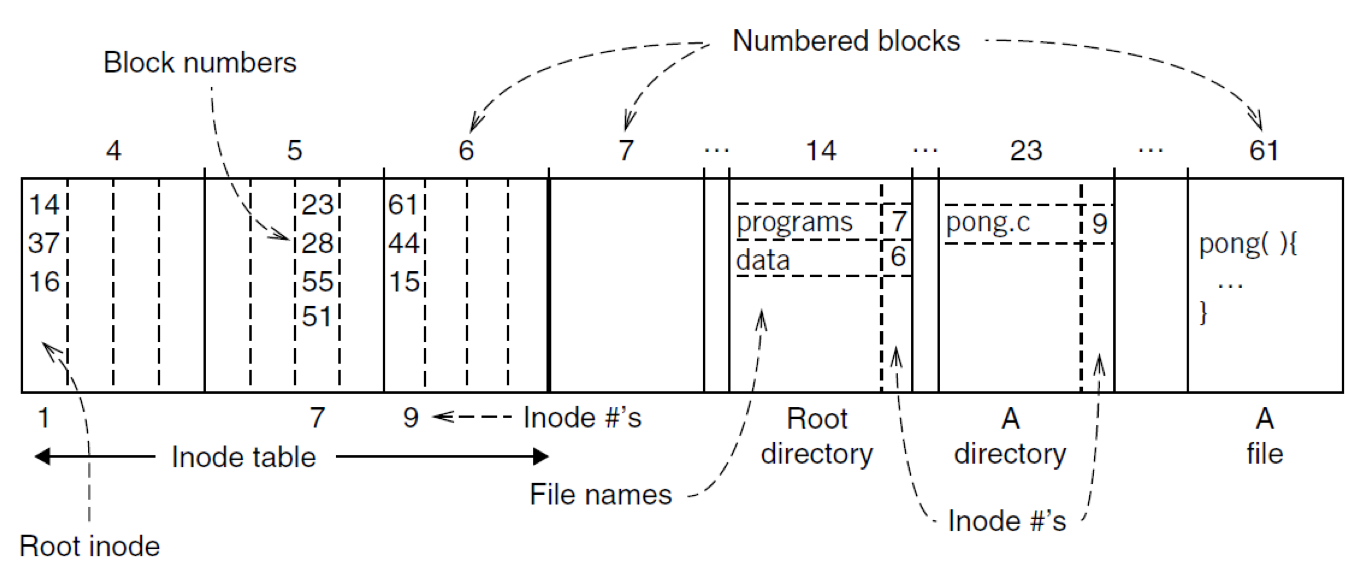 Block numbers
Numbered blocks
4 5 6 7 ... 14 ... 23 ... 61
14 23 61
programs 7 pong.c 9
37 28 44
pong( ){
data 6
16 55 15
...
51
}
1 7 9 Inode #'s
Root directory
A directory
A file
Inode table
File names
Inode #'s
Root inode